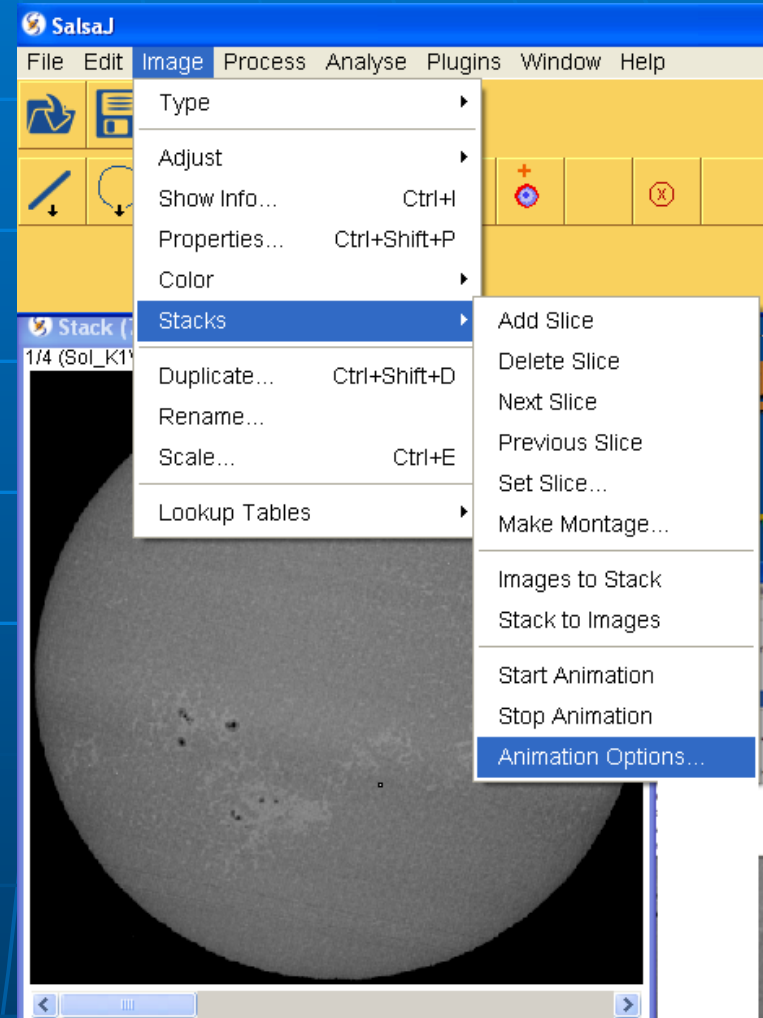 SalsaJ
File Edit Image Process Analyse Plugins Window Help
Type
Adjust
Show Info... Ctrl+I
Properties... Ctrl+Shift+P
Color
Stacks
Duplicate... Ctrl+Shift+D
Rename...
Scale... Ctrl+E
Lookup Tables
Add Slice
Delete Slice
Next Slice
Previous Slice
Set Slice...
Make Montage...
Images to Stack
Stack to Images
Start Animation
Stop Animation
Animation Options...
Stack
1/4 (Sol_K1